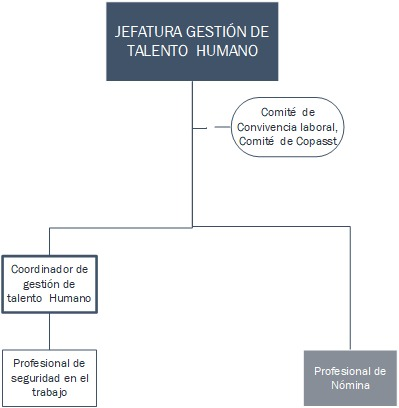 JEFATURA GESTIÓN DE
TALENTO HUMANO
Comité de
Convivencia laboral,
Comité de Copasst
Coordinador de
gestión de
talento Humano
Profesional de
seguridad en el
trabajo
Profesional de
Nómina